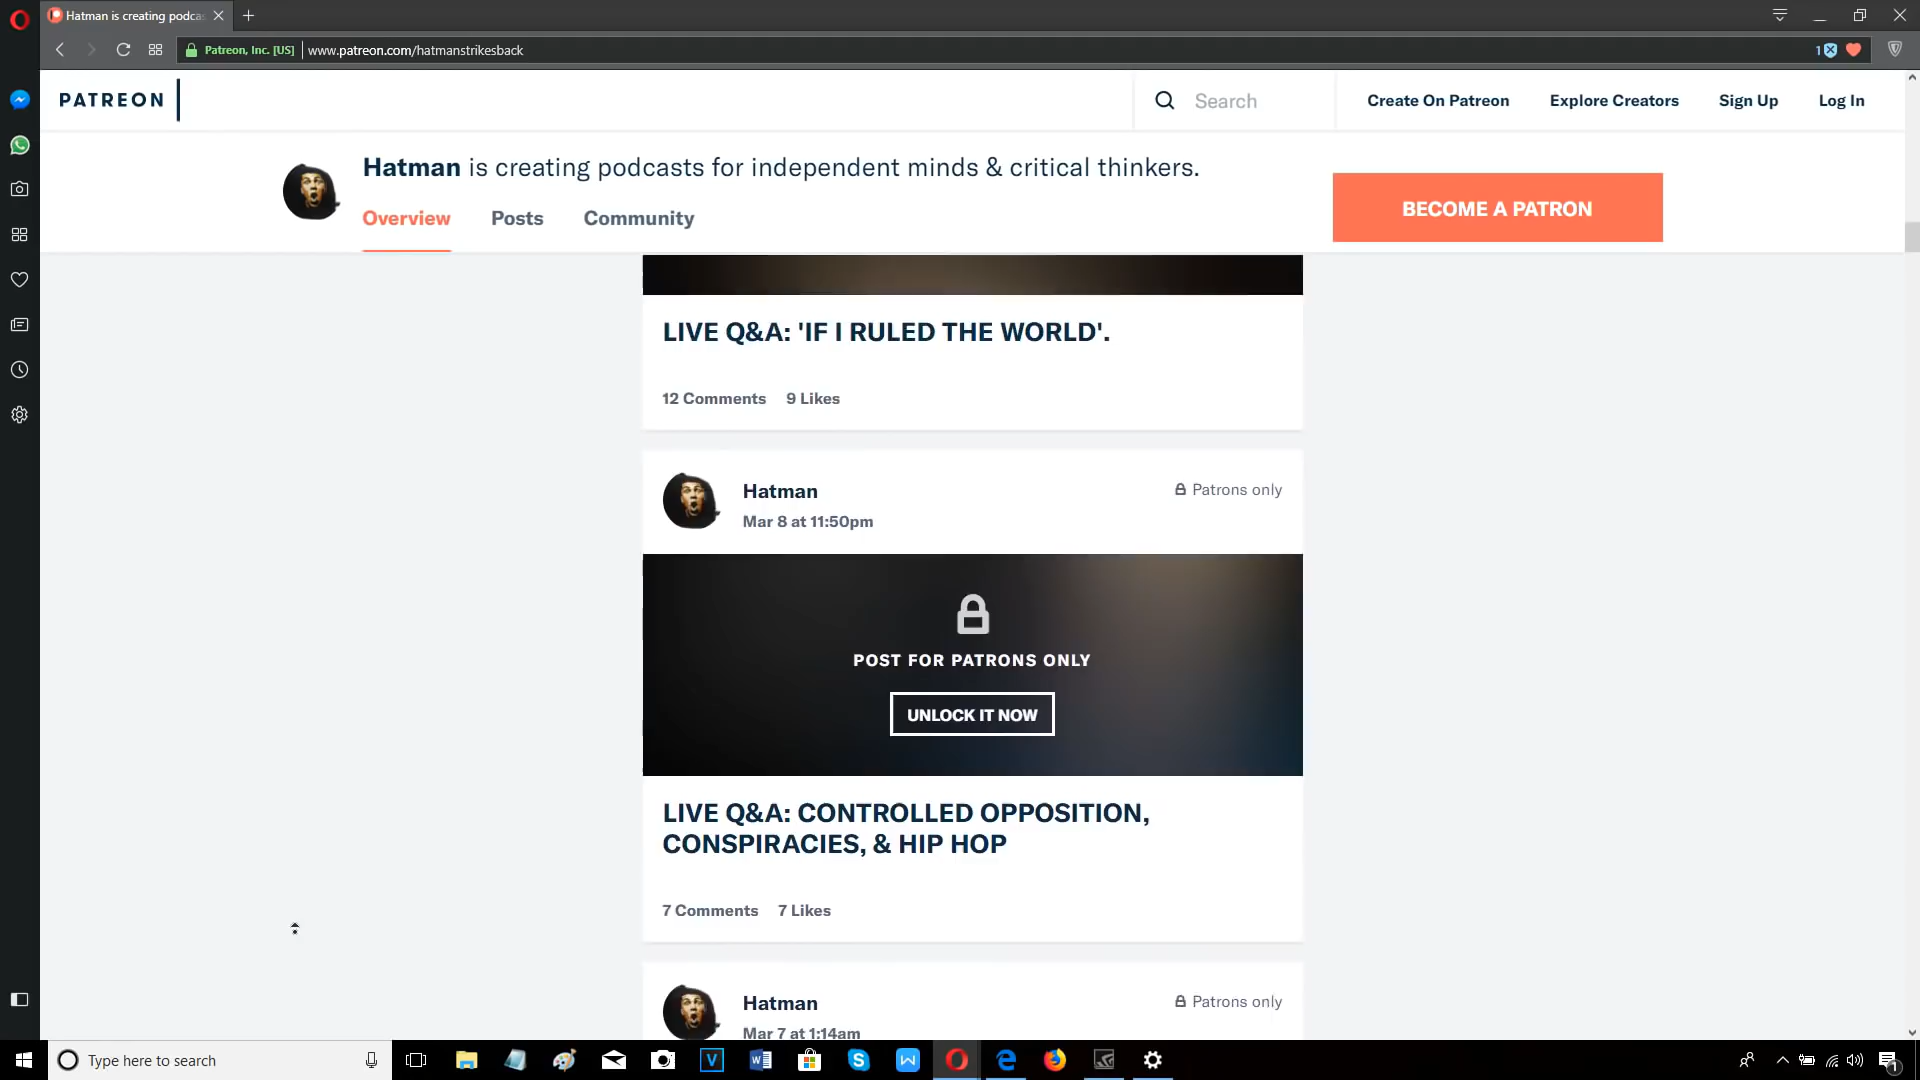 Hatman is creating podca
Patreon, Inc. [US]
www.patreon.com/hatmanstrikesback
1
PATREON
Search
Create On Patreon
Explore Creators
Sign Up
Log In
Hatman is creating podcasts for independent minds & critical thinkers.
Overview
Posts
Community
BECOME A PATRON
LIVE Q&A: 'IF I RULED THE WORLD'.
12 Comments 9 Likes
Hatman
Patrons only
Mar 8 at 11:50pm
POST FOR PATRONS ONLY
UNLOCK IT NOW
LIVE Q&A: CONTROLLED OPPOSITION,
CONSPIRACIES, & HIP HOP
7 Comments 7 Likes
Hatman
Patrons only
Mar 7 at 1:14am
Type here to search
1